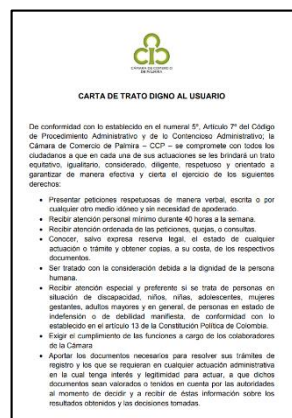 CÁMARA DE COMERCIO
DE PALMIRA
CARTA DE TRATO DIGNO AL USUARIO
De conformidad con lo establecido en el numeral 5º, Artículo 7º del Código
de Procedimiento Administrativo y de lo Contencioso Administrativo; la
Cámara de Comercio de Palmira – CCP – se compromete con todos los
ciudadanos a que en cada una de sus actuaciones se les brindará un trato
equitativo, igualitario, considerado, diligente, respetuoso y orientado a
garantizar de manera efectiva y cierta el ejercicio de los siguientes
derechos:
• Presentar peticiones respetuosas de manera verbal, escrita o por
cualquier otro medio idóneo y sin necesidad de apoderado.
• Recibir atención personal mínimo durante 40 horas a la semana.
• Recibir atención ordenada de las peticiones, quejas, o consultas.
• Conocer, salvo expresa reserva legal, el estado de cualquier
actuación o trámite y obtener copias, a su costa, de los respectivos
documentos.
• Ser tratado con la consideración debida a la dignidad de la persona
humana.
• Recibir atención especial y preferente si se trata de personas en
situación de discapacidad, niños, niñas, adolescentes, mujeres
gestantes, adultos mayores y en general, de personas en estado de
indefensión o de debilidad manifiesta, de conformidad con lo
establecido en el artículo 13 de la Constitución Política de Colombia.
• Exigir el cumplimiento de las funciones a cargo de los colaboradores
de la Cámara
• Aportar los documentos necesarios para resolver sus trámites de
registro y los que se requieran en cualquier actuación administrativa
en la cual tenga interés y legitimidad para actuar, a que dichos
documentos sean valorados o tenidos en cuenta por las autoridades
al momento de decidir y a recibir de éstas información sobre los
resultados obtenidos y las decisiones tomadas.